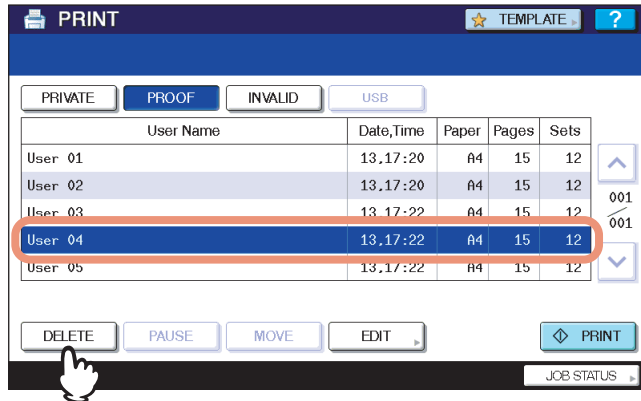 PRINT TEMPLATE ?
PRIVATE PROOF INVALID USB
User Name Date,Time Paper Pages Sets
User 01 13,17:20 A4 15 12
User 02 13,17:20 A4 15 12
User 03 13,17:22 A4 15 12
User 04 13,17:22 A4 15 12
User 05 13,17:22 A4 15 12
001
001
DELETE PAUSE MOVE EDIT PRINT
JOB STATUS